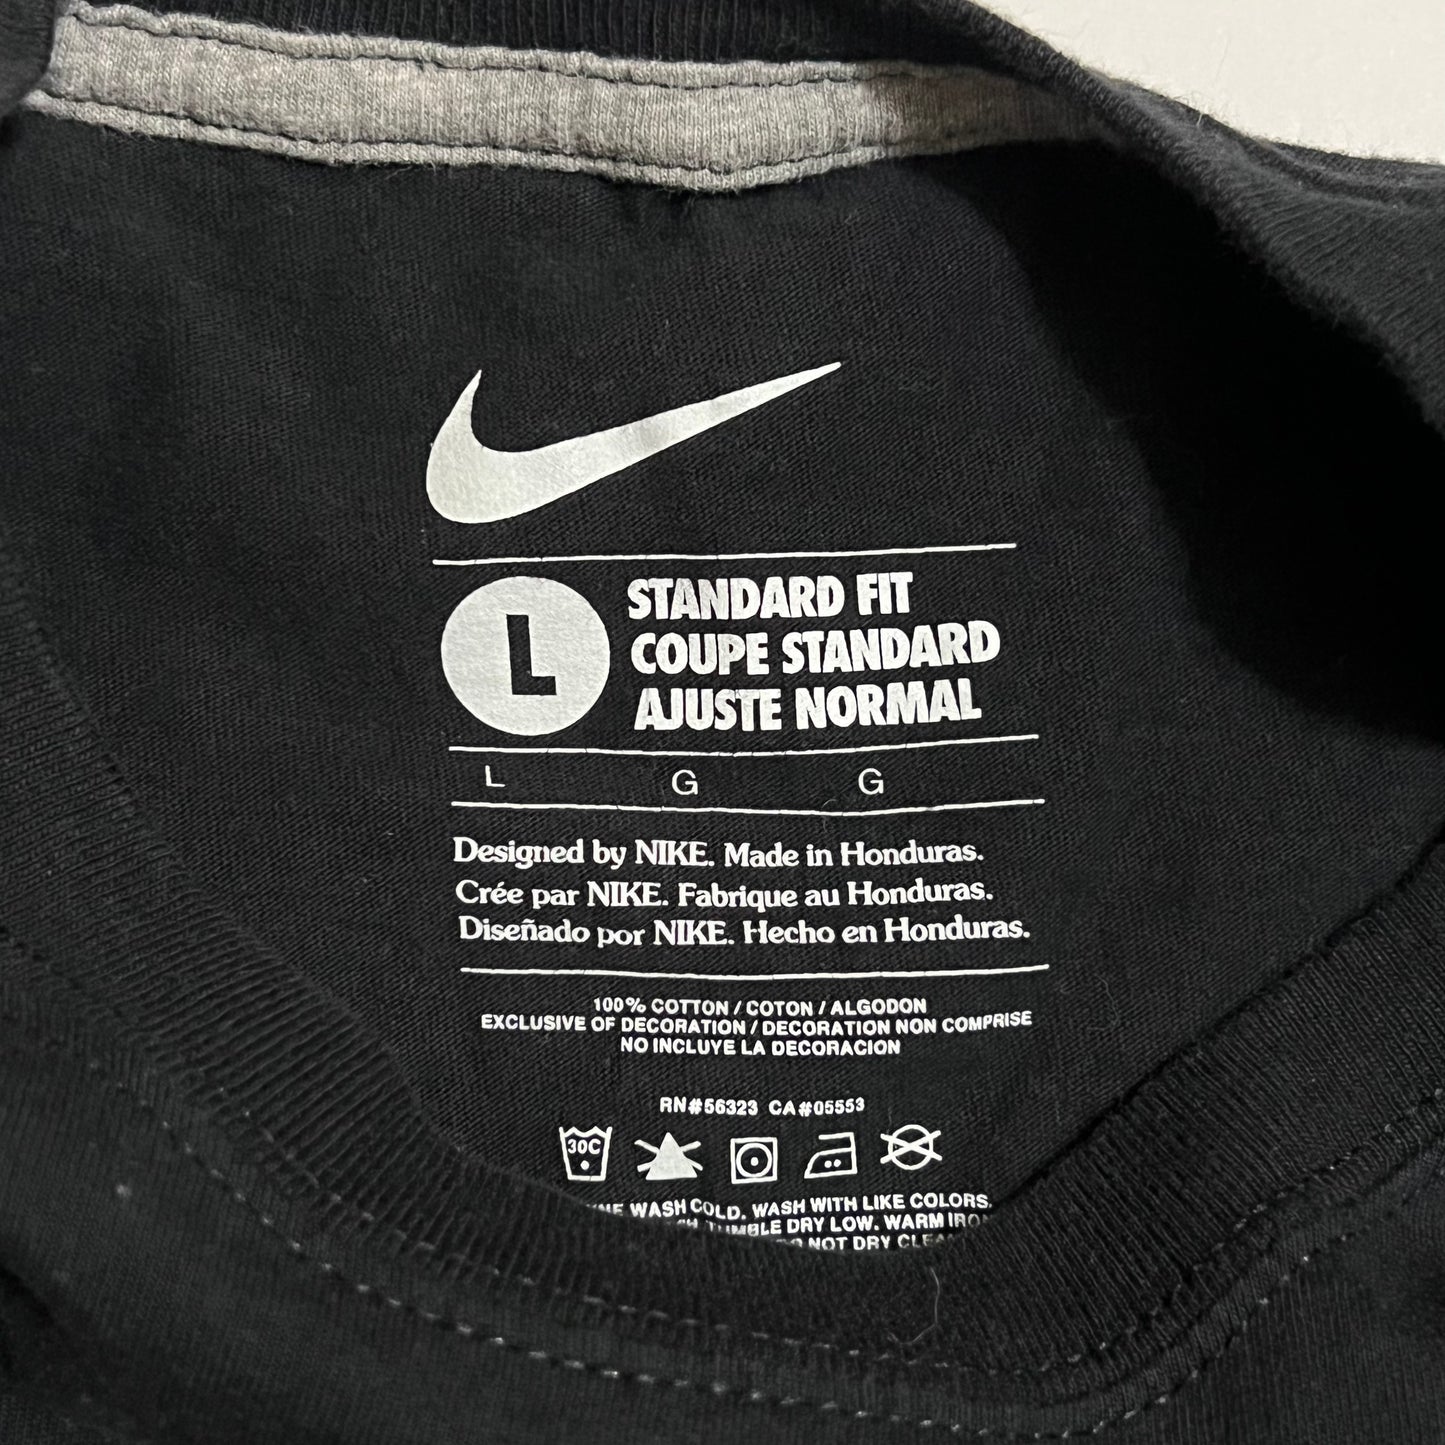 L
STANDARD FIT
COUPE STANDARD
AJUSTE NORMAL
L G G
Designed by NIKE. Made in Honduras.
Crée par NIKE. Fabrique au Honduras.
Diseñado por NIKE. Hecho en Honduras.
100% COTTON / COTON / ALGODON
EXCLUSIVE OF DECORATION / DECORATION NON COMPRISE
NO INCLUYE LA DECORACION
RN#56323 CA#05553
30C
WASH COLD. WASH WITH LIKE COLORS.
TUMBLE DRY LOW. WARM
NOT DRY